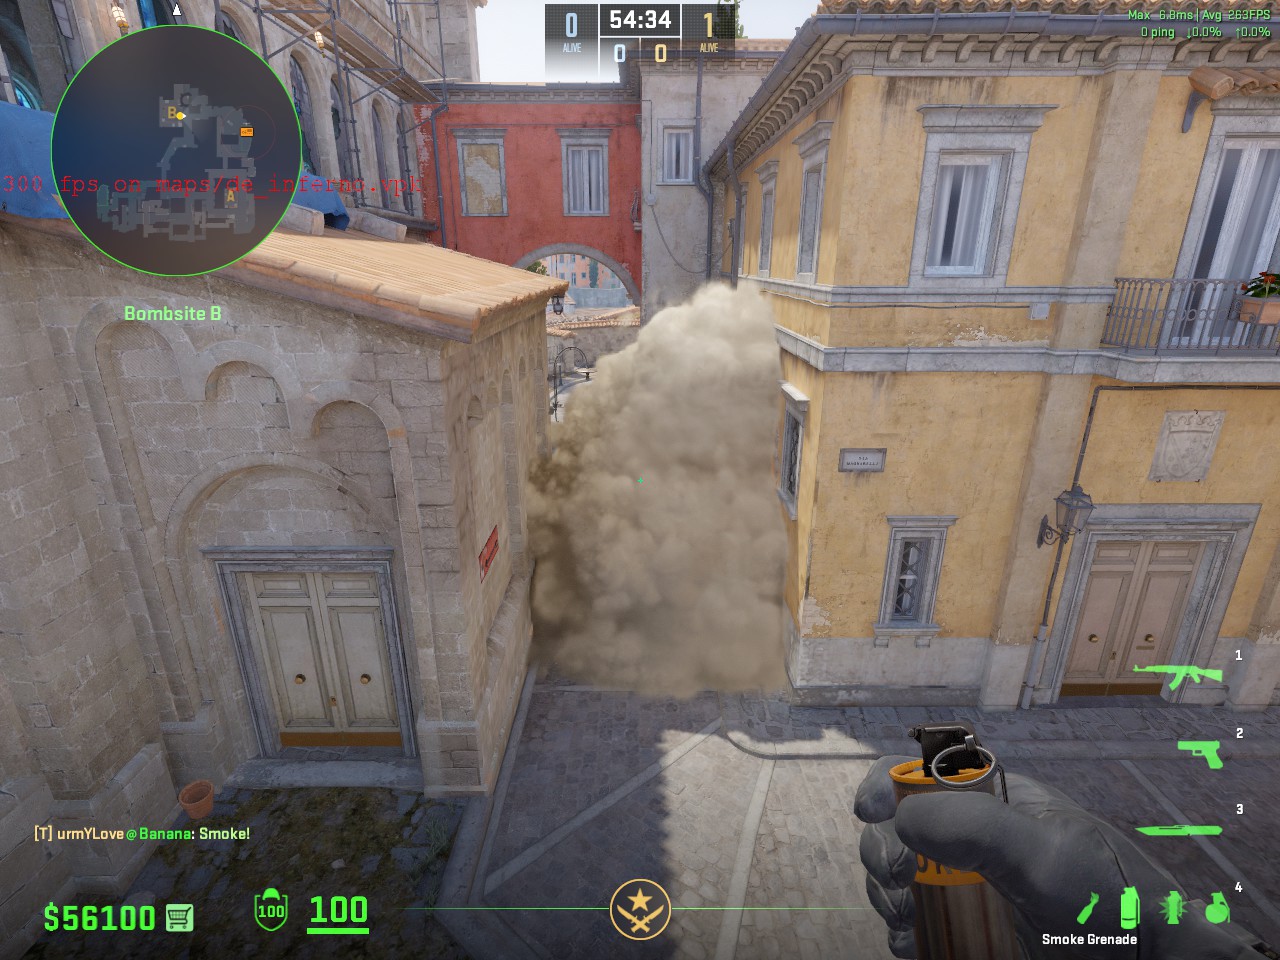 0
54:34
1
ALIVE
0 0
ALIVE
Max 6.8ms | Avg 263FPS
0 ping ↓0.0% ↑0.0%
B
A
300 fps on maps/de_inferno.vpk
Bombsite B
1
2
3
4
[T] urmYLove@Banana: Smoke!
$56100
100
100
Smoke Grenade